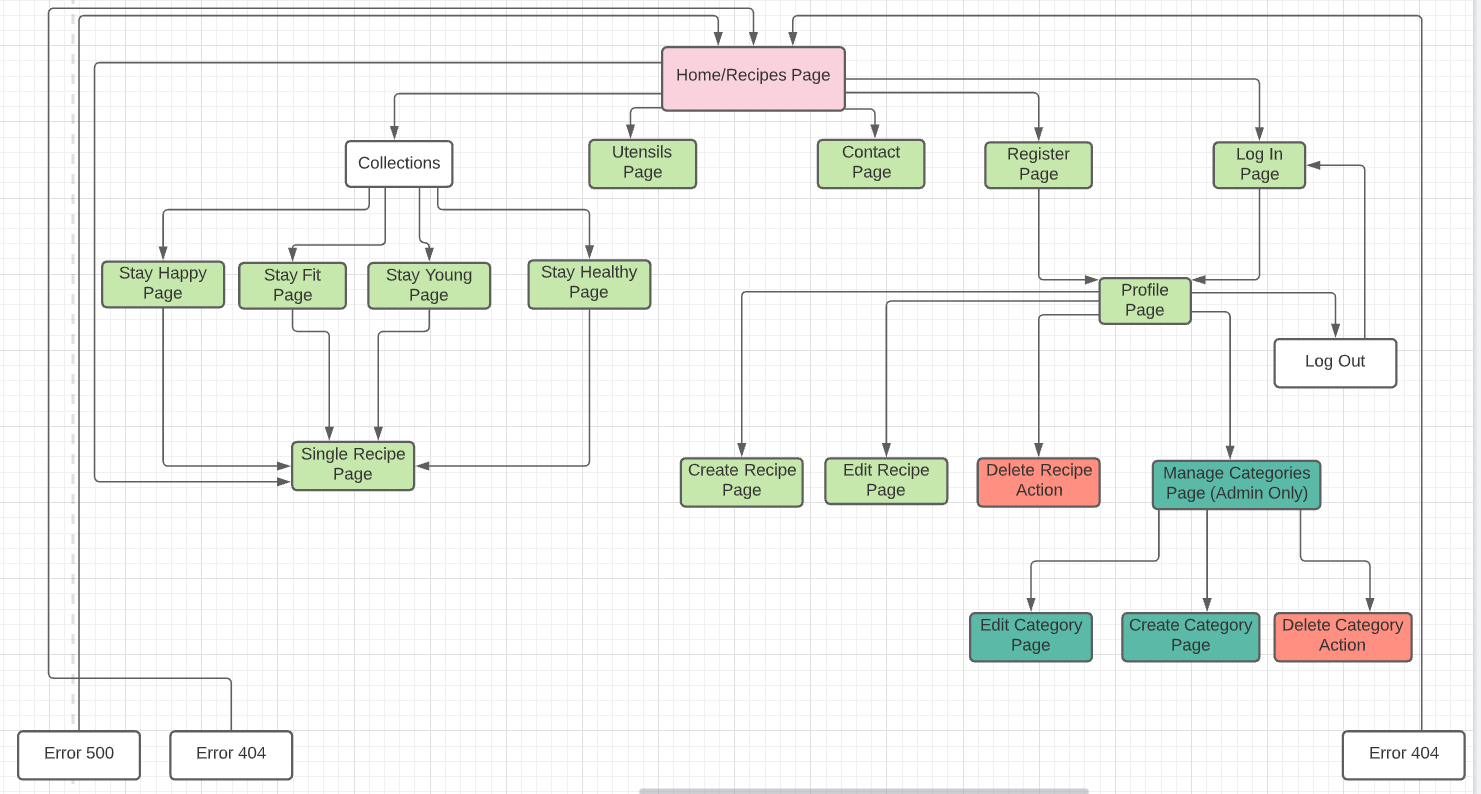 Home/Recipes Page
Collections
Utensils
Page
Contact
Page
Register
Page
Log In
Page
Stay Happy
Page
Stay Fit
Page
Stay Young
Page
Stay Healthy
Page
Profile
Page
Log Out
Single Recipe
Page
Create Recipe
Page
Edit Recipe
Page
Delete Recipe
Action
Manage Categories
Page (Admin Only)
Edit Category
Page
Create Category
Page
Delete Category
Action
Error 500
Error 404
Error 404